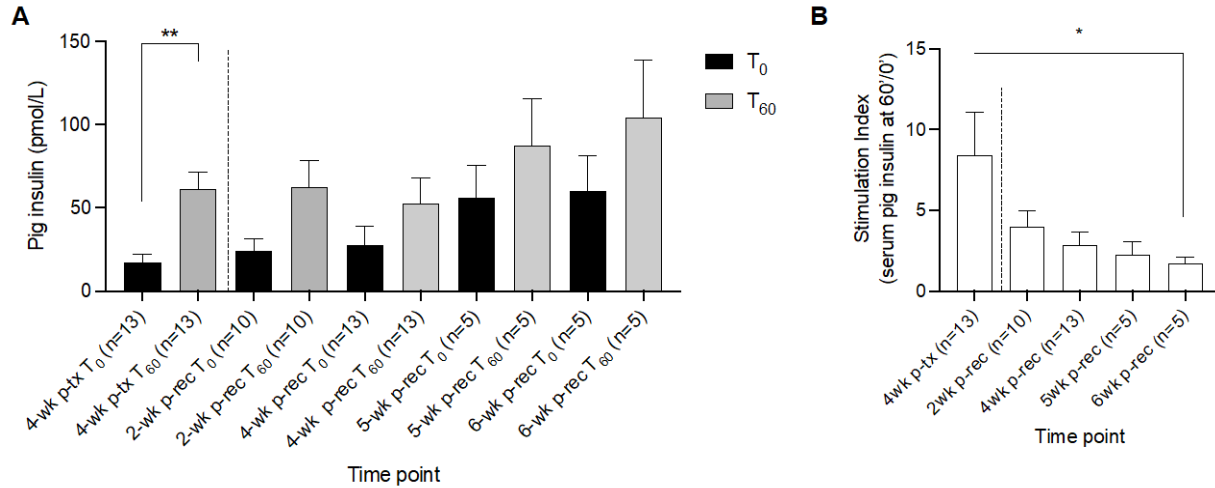 A
Pig insulin (pmol/L)
150
100
50
0
**
T0
T60
4-wk p-tx T0 (n=13)
4-wk p-tx T60 (n=13)
2-wk p-rec T0 (n=10)
2-wk p-rec T60 (n=10)
4-wk p-rec T0 (n=13)
4-wk p-rec T60 (n=13)
5-wk p-rec T0 (n=5)
5-wk p-rec T60 (n=5)
6-wk p-rec T0 (n=5)
6-wk p-rec T60 (n=5)
Time point
B
Stimulation Index
(serum pig insulin at 60'/0')
15
10
5
0
*
4wk p-tx (n=13)
2wk p-rec (n=10)
4wk p-rec (n=13)
5wk p-rec (n=5)
6wk p-rec (n=5)
Time point